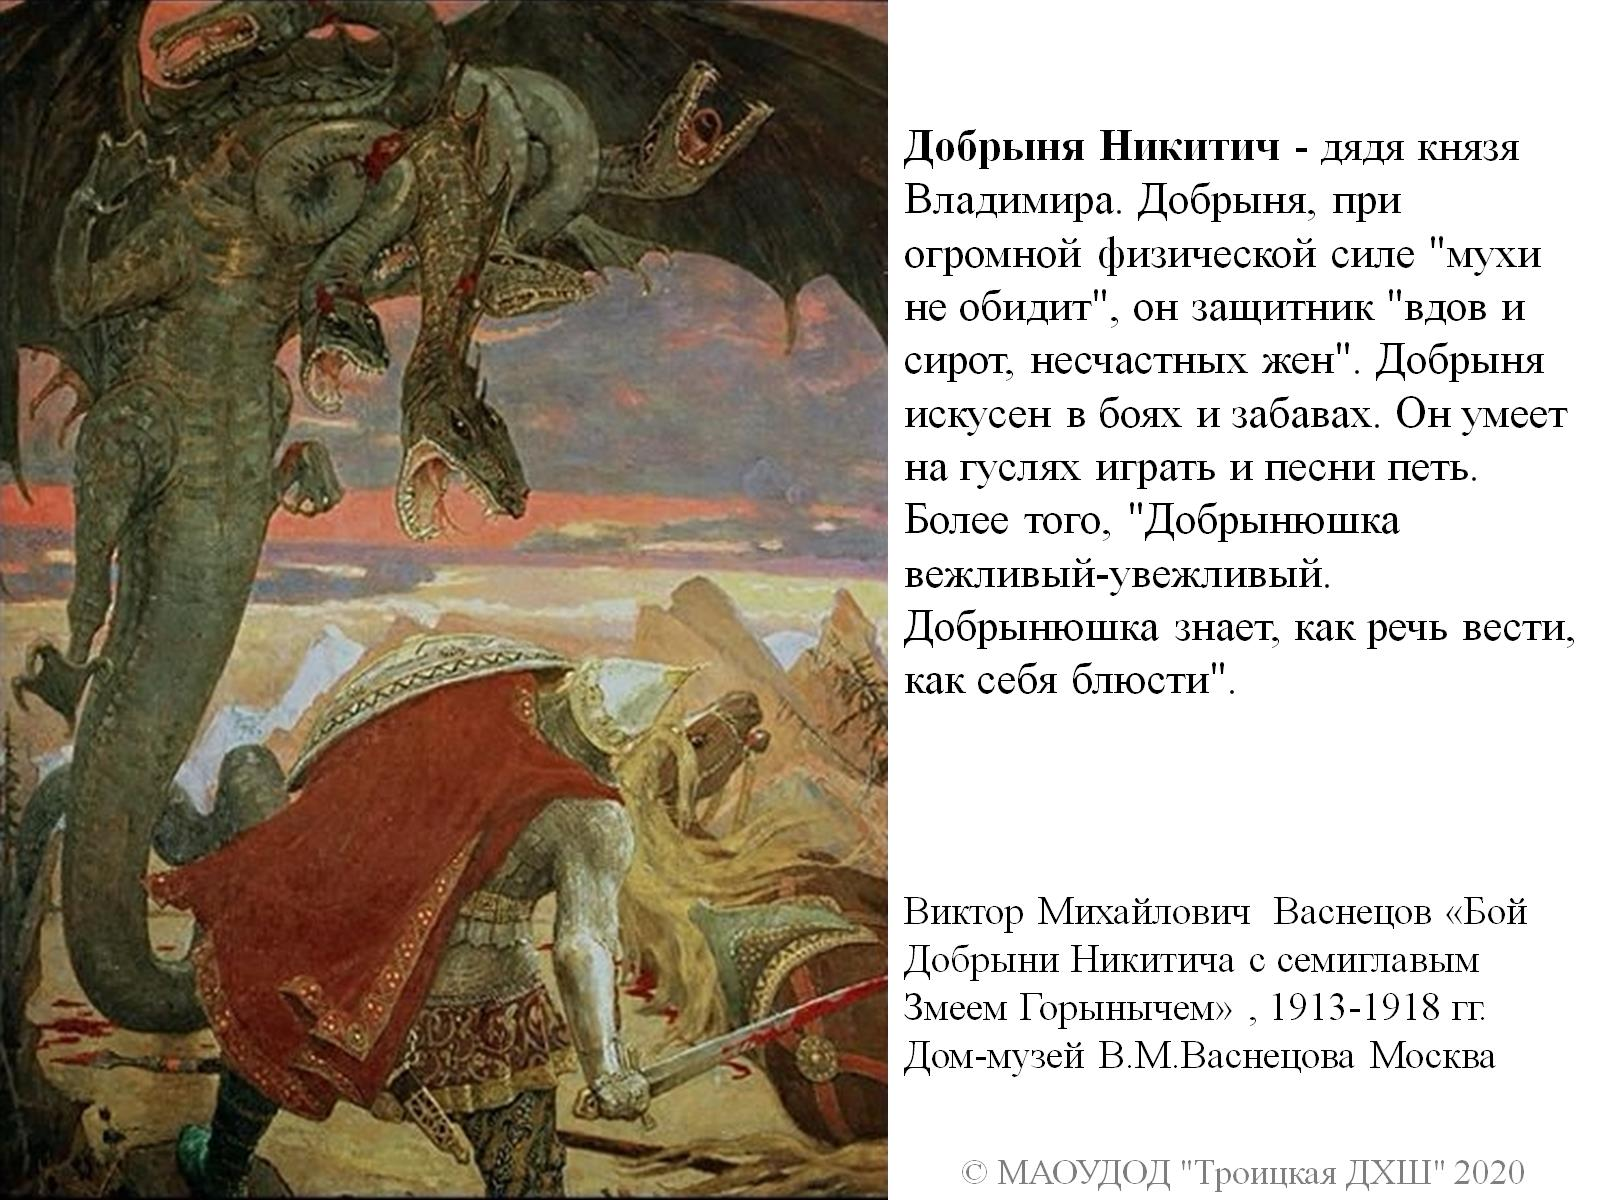 Добрыня Никитич - дядя князя
Владимира. Добрыня, при
огромной физической силе "мухи
не обидит", он защитник "вдов и
сирот, несчастных жен". Добрыня
искусен в боях и забавах. Он умеет
на гуслях играть и песни петь.
Более того, "Добрынюшка
вежливый-увежливый.
Добрынюшка знает, как речь вести,
как себя блюсти".
Виктор Михайлович Васнецов «Бой
Добрыни Никитича с семиглавым
Змеем Горынычем» , 1913-1918 гг.
Дом-музей В.М.Васнецова Москва
© МАОУДОД "Троицкая ДХШ" 2020